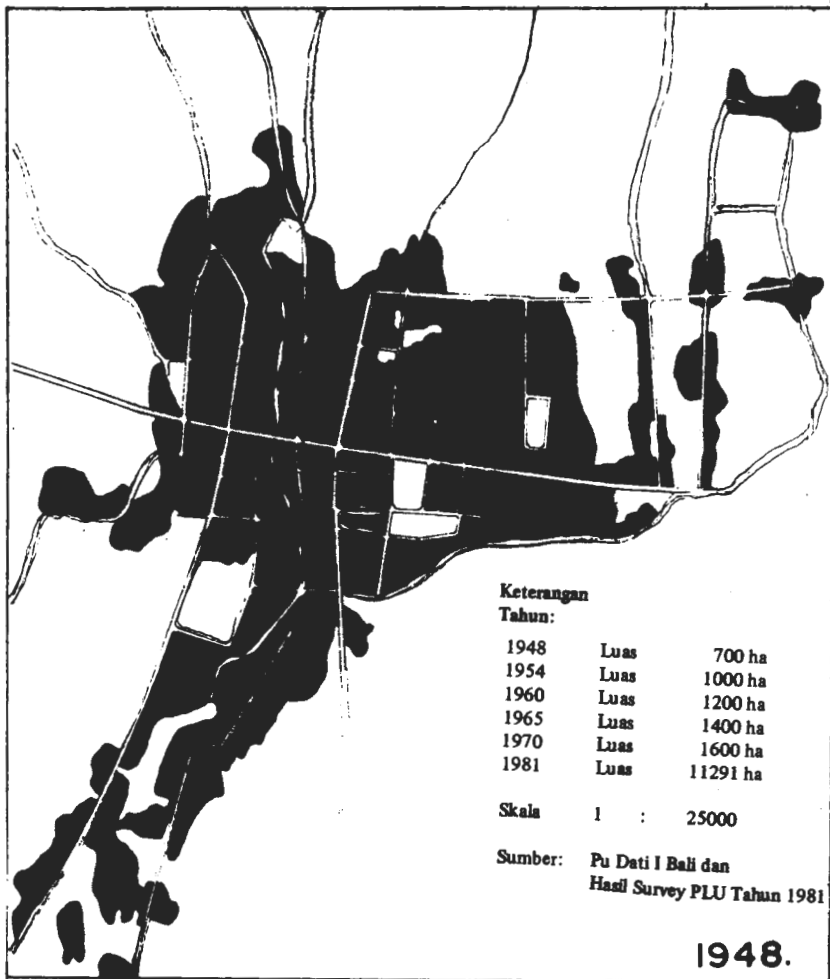 Keterangan
Tahun:
1948 Luas 700 ha
1954 Luas 1000 ha
1960 Luas 1200 ha
1965 Luas 1400 ha
1970 Luas 1600 ha
1981 Luas 11291 ha
Skala 1 : 25000
Sumber: Pu Dati I Bali dan
Hasil Survey PLU Tahun 1981
1948.